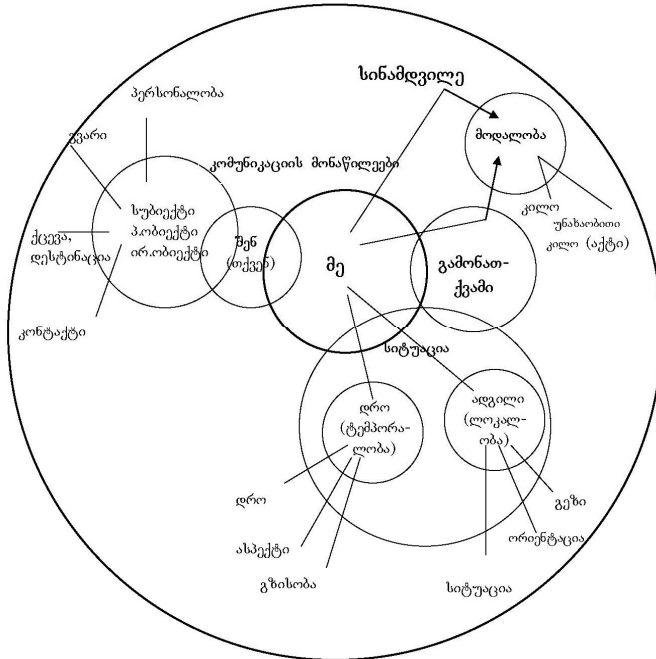 სინამდვილე
პერსონალობა
გვარი
მოდალობა
კომუნიკაციის მონაწილეები
კილო
უნახაობითი
კილო (აქტი)
სუბიექტი
პ.ობიექტი
ირ.ობიექტი
ქცევა,
დესტინაცია
შენ
(თქვენ)
მე
გამონათ-
ქვამი
კონტაქტი
სიტუაცია
დრო
(ტემპორა-
ლობა)
ადგილი
(ლოკალ-
ობა)
დრო
გეზი
ორიენტაცია
ასპექტი
გზისობა
სიტუაცია